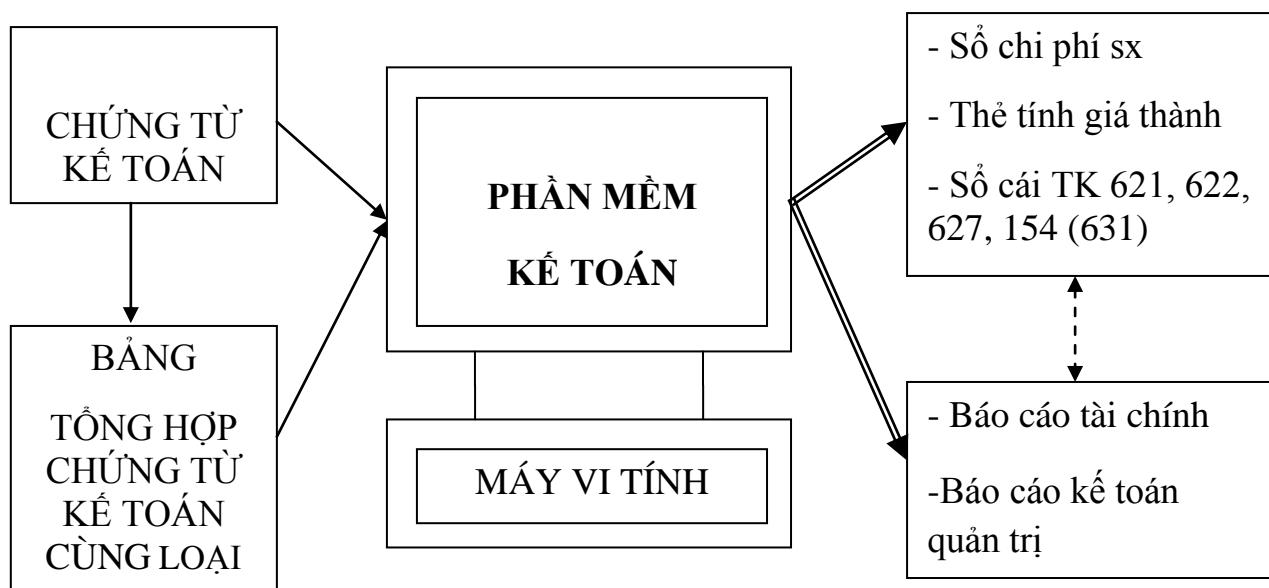 CHỨNG TỪ
KẾ TOÁN
BẢNG
TỔNG HỢP
CHỨNG TỪ
KẾ TOÁN
CÙNG LOẠI
PHẦN MỀM
KẾ TOÁN
MÁY VI TÍNH
- Sổ chi phí sx
- Thẻ tính giá thành
- Sổ cái TK 621, 622,
627, 154 (631)
- Báo cáo tài chính
-Báo cáo kế toán
quản trị